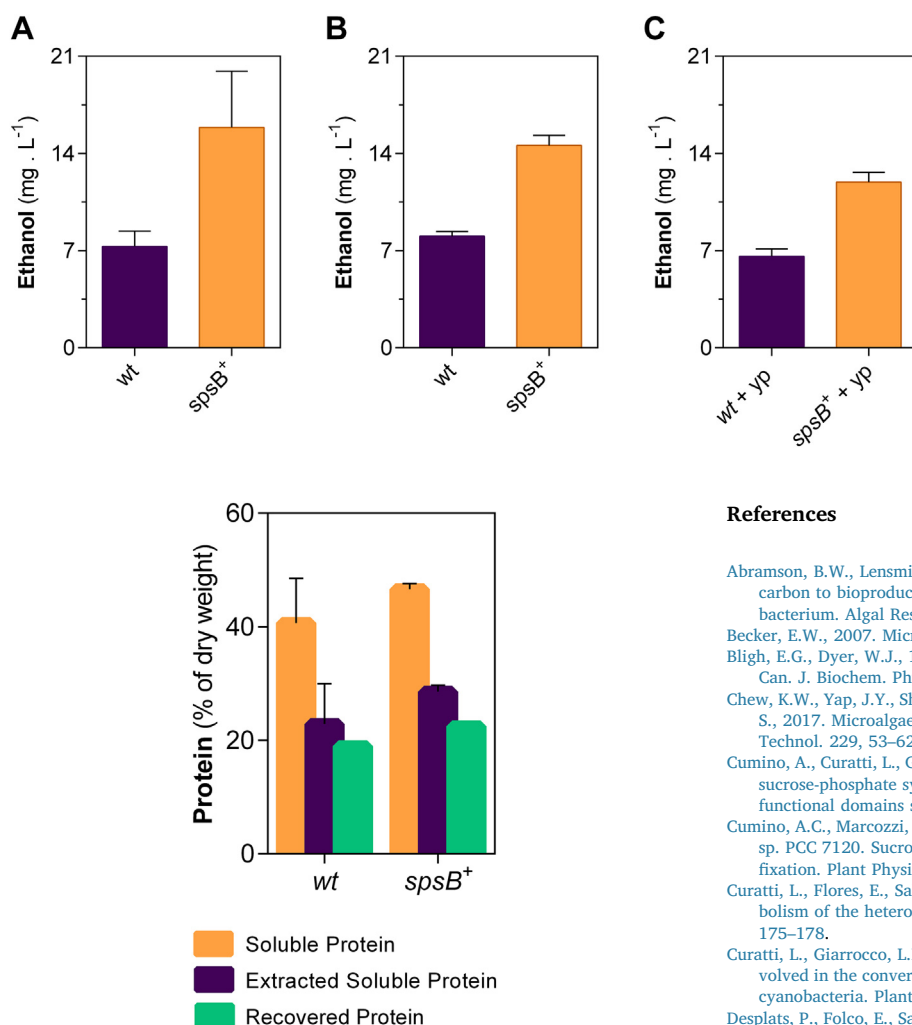 A
B
C
21
14
7
0
Ethanol (mg . L⁻¹)
wt
spsB⁺
21
14
7
0
Ethanol (mg . L⁻¹)
wt
spsB⁺
21
14
7
0
Ethanol (mg . L⁻¹)
wt + yp
spsB⁺ + yp
60
40
20
0
Protein (% of dry weight)
wt
spsB⁺
Soluble Protein
Extracted Soluble Protein
Recovered Protein
References
Abramson, B.W., Lensmi
carbon to bioproduc
bacterium. Algal Res
Becker, E.W., 2007. Micr
Bligh, E.G., Dyer, W.J., 1
Can. J. Biochem. Ph
Chew, K.W., Yap, J.Y., Sh
S., 2017. Microalgae
Technol. 229, 53–62
Cumino, A., Curatti, L., G
sucrose-phosphate sy
functional domains s
Cumino, A.C., Marcozzi,
sp. PCC 7120. Sucro
fixation. Plant Physi
Curatti, L., Flores, E., Sa
bolism of the hetero
175–178.
Curatti, L., Giarrocco, L.
volved in the conver
cyanobacteria. Plant
Desplats, P., Folco, E., Sa